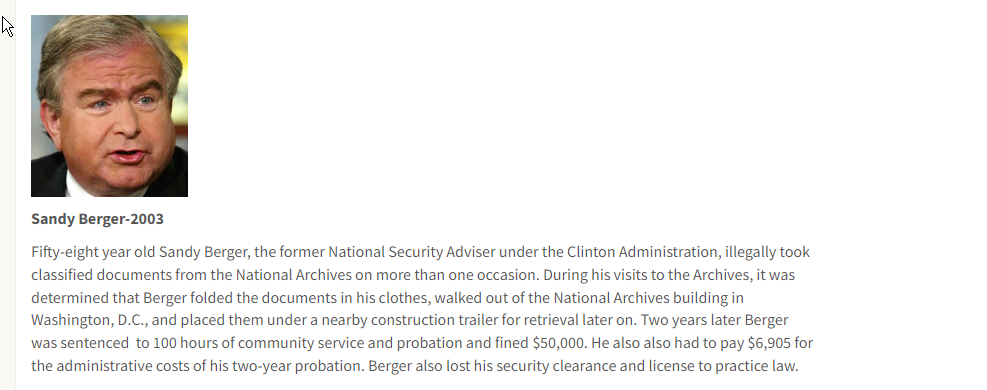 Sandy Berger-2003
Fifty-eight year old Sandy Berger, the former National Security Adviser under the Clinton Administration, illegally took
classified documents from the National Archives on more than one occasion. During his visits to the Archives, it was
determined that Berger folded the documents in his clothes, walked out of the National Archives building in
Washington, D.C., and placed them under a nearby construction trailer for retrieval later on. Two years later Berger
was sentenced  to 100 hours of community service and probation and fined $50,000. He also also had to pay $6,905 for
the administrative costs of his two-year probation. Berger also lost his security clearance and license to practice law.